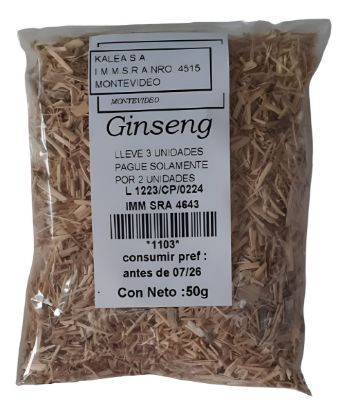 KALEA S A
I M M S R A NRO. 4515
MONTEVIDEO
MONTEVIDEO
Ginseng
LLEVE 3 UNIDADES
PAGUE SOLAMENTE
POR 2 UNIDADES
L 1223/CP/0224
IMM SRA 4643
*1103*
consumir pref :
antes de 07/26
Con Neto :50g